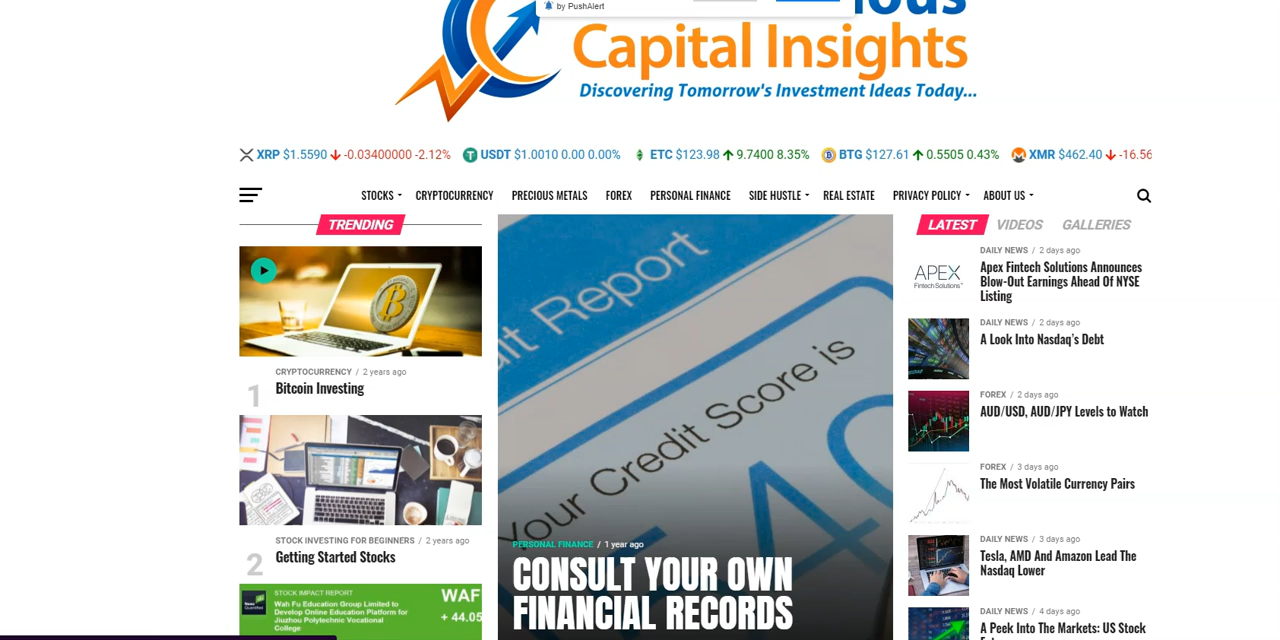 by PushAlert
Capital Insights
Discovering Tomorrow's Investment Ideas Today...
XRP $1.5590 -0.03400000 -2.12% USDT $1.0010 0.00 0.00% ETC $123.98 9.7400 8.35% BTG $127.61 0.5505 0.43% XMR $462.40 -16.56
STOCKS CRYPTOCURRENCY PRECIOUS METALS FOREX PERSONAL FINANCE SIDE HUSTLE REAL ESTATE PRIVACY POLICY ABOUT US
TRENDING
CRYPTOCURRENCY / 2 years ago
1 Bitcoin Investing
STOCK INVESTING FOR BEGINNERS / 2 years ago
2 Getting Started Stocks
STOCK IMPACT REPORT
Wah Fu Education Group Limited to
Develop Online Education Platform for
Jiuzhou Polytechnic Vocational
College
WAF
+ 44.05
Report
Your Credit Score is
PERSONAL FINANCE / 1 year ago
CONSULT YOUR OWN
FINANCIAL RECORDS
LATEST VIDEOS GALLERIES
APEX
Fintech Solutions
DAILY NEWS / 2 days ago
Apex Fintech Solutions Announces
Blow-Out Earnings Ahead Of NYSE
Listing
DAILY NEWS / 2 days ago
A Look Into Nasdaq's Debt
FOREX / 2 days ago
AUD/USD, AUD/JPY Levels to Watch
FOREX / 3 days ago
The Most Volatile Currency Pairs
DAILY NEWS / 3 days ago
Tesla, AMD And Amazon Lead The
Nasdaq Lower
DAILY NEWS / 4 days ago
A Peek Into The Markets: US Stock